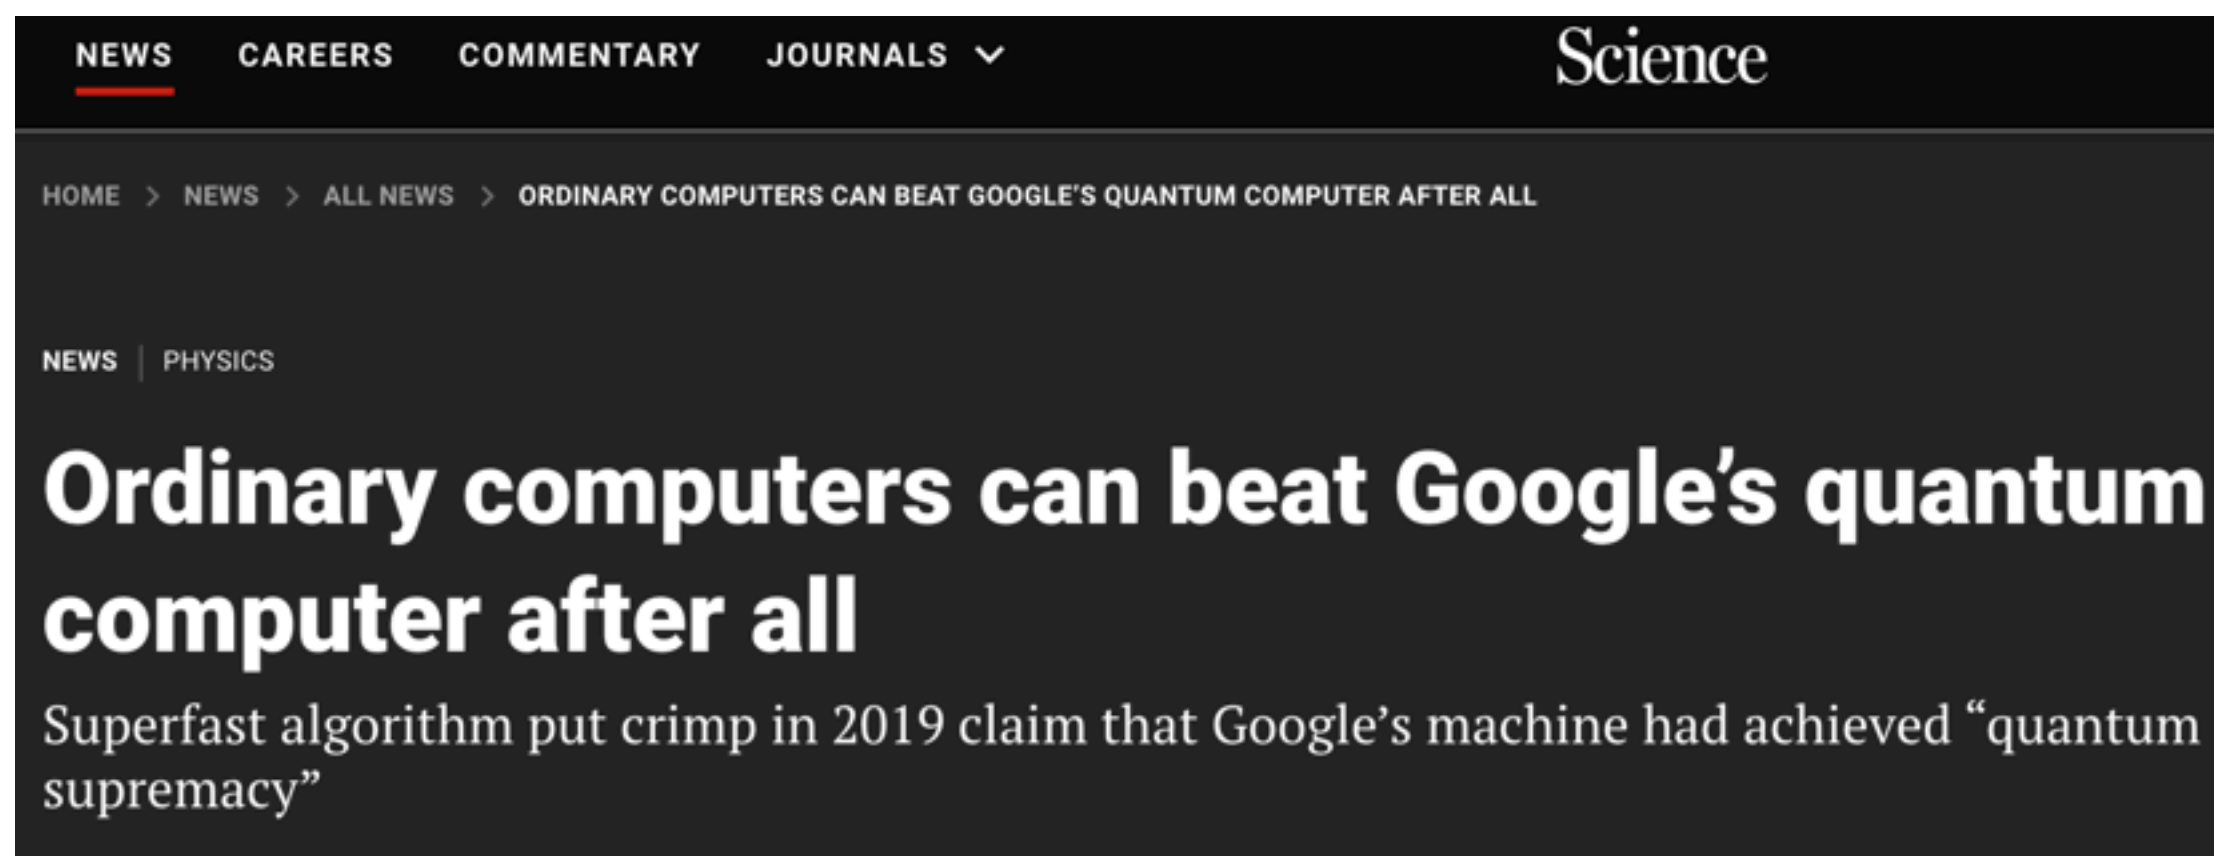 NEWS CAREERS COMMENTARY JOURNALS Science
HOME > NEWS > ALL NEWS > ORDINARY COMPUTERS CAN BEAT GOOGLE'S QUANTUM COMPUTER AFTER ALL
NEWS | PHYSICS
Ordinary computers can beat Google’s quantum
computer after all
Superfast algorithm put crimp in 2019 claim that Google’s machine had achieved “quantum
supremacy”